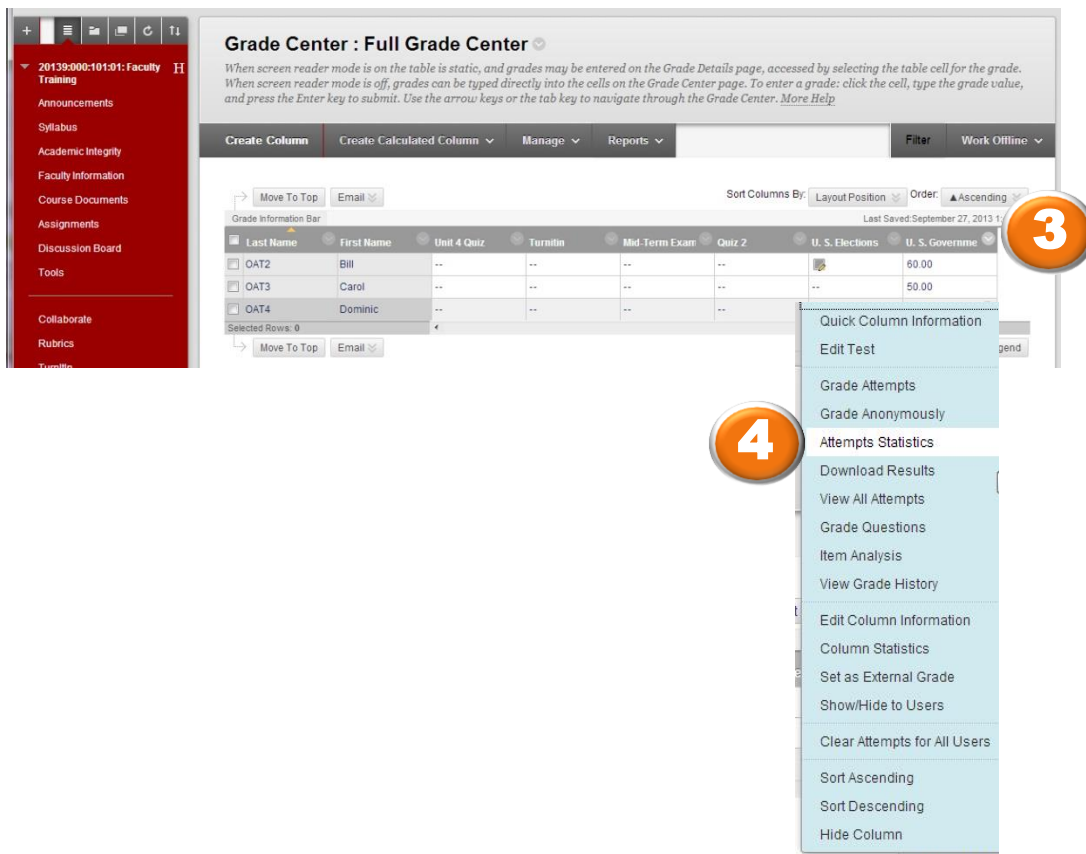 20139:000:101:01: Faculty Training
H
Announcements
Syllabus
Academic Integrity
Faculty Information
Course Documents
Assignments
Discussion Board
Tools
Collaborate
Rubrics
Turnitin
Grade Center : Full Grade Center
When screen reader mode is on the table is static, and grades may be entered on the Grade Details page, accessed by selecting the table cell for the grade.
When screen reader mode is off, grades can be typed directly into the cells on the Grade Center page. To enter a grade: click the cell, type the grade value,
and press the Enter key to submit. Use the arrow keys or the tab key to navigate through the Grade Center. More Help
Create Column Create Calculated Column Manage Reports Filter Work Offline
Move To Top Email Sort Columns By: Layout Position Order: ▲Ascending
Grade Information Bar Last Saved:September 27, 2013 1:
3
Last Name First Name Unit 4 Quiz Turnitin Mid-Term Exam Quiz 2 U. S. Elections U. S. Governme
OAT2 Bill -- -- -- -- 60.00
OAT3 Carol -- -- -- -- -- 50.00
OAT4 Dominic -- -- -- --
Selected Rows: 0
Move To Top Email gend
Quick Column Information
Edit Test
Grade Attempts
Grade Anonymously
4
Attempts Statistics
Download Results
View All Attempts
Grade Questions
Item Analysis
View Grade History
Edit Column Information
Column Statistics
Set as External Grade
Show/Hide to Users
Clear Attempts for All Users
Sort Ascending
Sort Descending
Hide Column